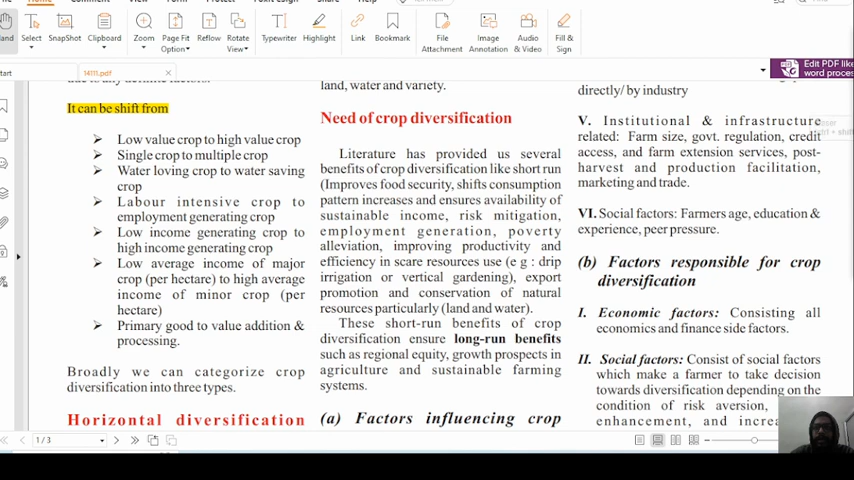 Home
Comment
View
Protect
Share
Help
Hand
Select
SnapShot
Clipboard
Zoom
Page Fit
Option
Reflow
Rotate
View
Typewriter
Highlight
Link
Bookmark
File
Attachment
Image
Annotation
Audio
& Video
Fill &
Sign
14111.pdf
Edit PDF like
due to any definite factors.
It can be shift from
Low value crop to high value crop
Single crop to multiple crop
Water loving crop to water saving
crop
Labour intensive crop to
employment generating crop
Low income generating crop to
high income generating crop
Low average income of major
crop (per hectare) to high average
income of minor crop (per
hectare)
Primary good to value addition &
processing.
Broadly we can categorize crop
diversification into three types.
Horizontal diversification
land, water and variety.
Need of crop diversification
Literature has provided us several
benefits of crop diversification like short run
(Improves food security, shifts consumption
pattern increases and ensures availability of
sustainable income, risk mitigation,
employment generation, poverty
alleviation, improving productivity and
efficiency in scare resources use (e g : drip
irrigation or vertical gardening), export
promotion and conservation of natural
resources particularly (land and water).
These short-run benefits of crop
diversification ensure long-run benefits
such as regional equity, growth prospects in
agriculture and sustainable farming
systems.
(a) Factors influencing crop
directly/ by industry
V. Institutional & infrastructure
related: Farm size, govt. regulation, credit
access, and farm extension services, post-
harvest and production facilitation,
marketing and trade.
VI. Social factors: Farmers age, education &
experience, peer pressure.
(b) Factors responsible for crop
diversification
I. Economic factors: Consisting all
economics and finance side factors.
II. Social factors: Consist of social factors
which make a farmer to take decision
towards diversification depending on the
condition of risk aversion,
enhancement, and
1 / 3